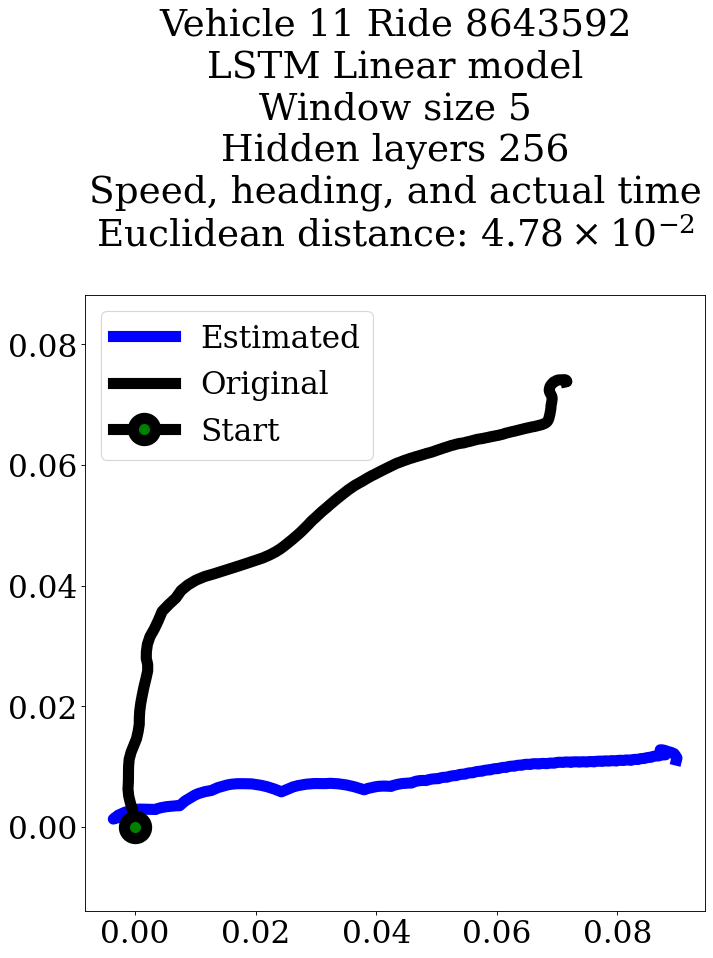 Vehicle 11 Ride 8643592
LSTM Linear model
Window size 5
Hidden layers 256
Speed, heading, and actual time
Euclidean distance: 4.78 × 10⁻²
Estimated
Original
Start
0.08
0.06
0.04
0.02
0.00
0.00 0.02 0.04 0.06 0.08